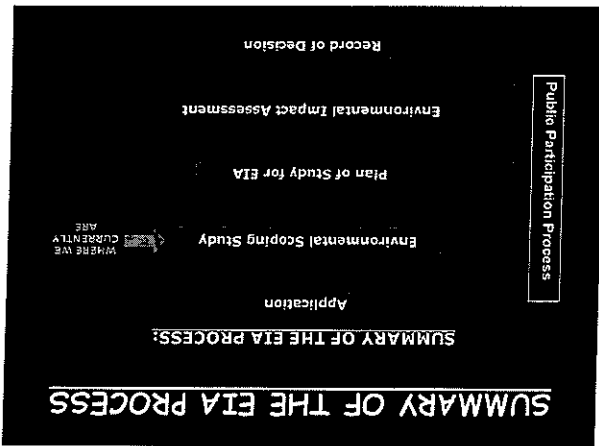 SUMMARY OF THE EIA PROCESS
SUMMARY OF THE EIA PROCESS:
Application
Environmental Scoping Study
WHERE WE
CURRENTLY
ARE
Plan of Study for EIA
Environmental Impact Assessment
Record of Decision
Public Participation Process